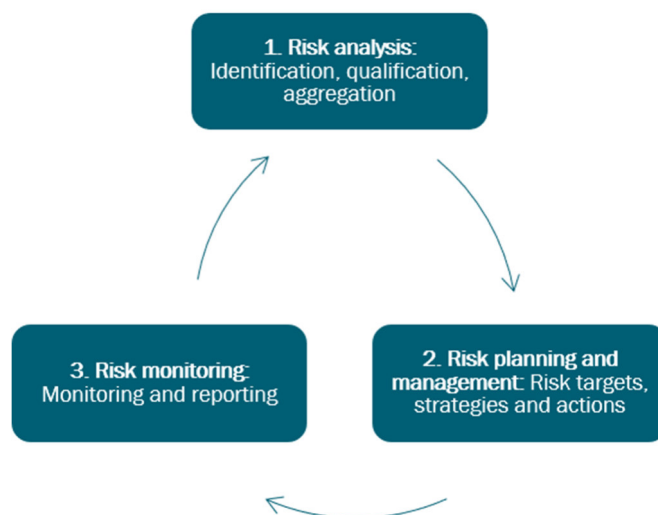 1. Risk analysis:
Identification, qualification,
aggregation
2. Risk planning and
management: Risk targets,
strategies and actions
3. Risk monitoring:
Monitoring and reporting